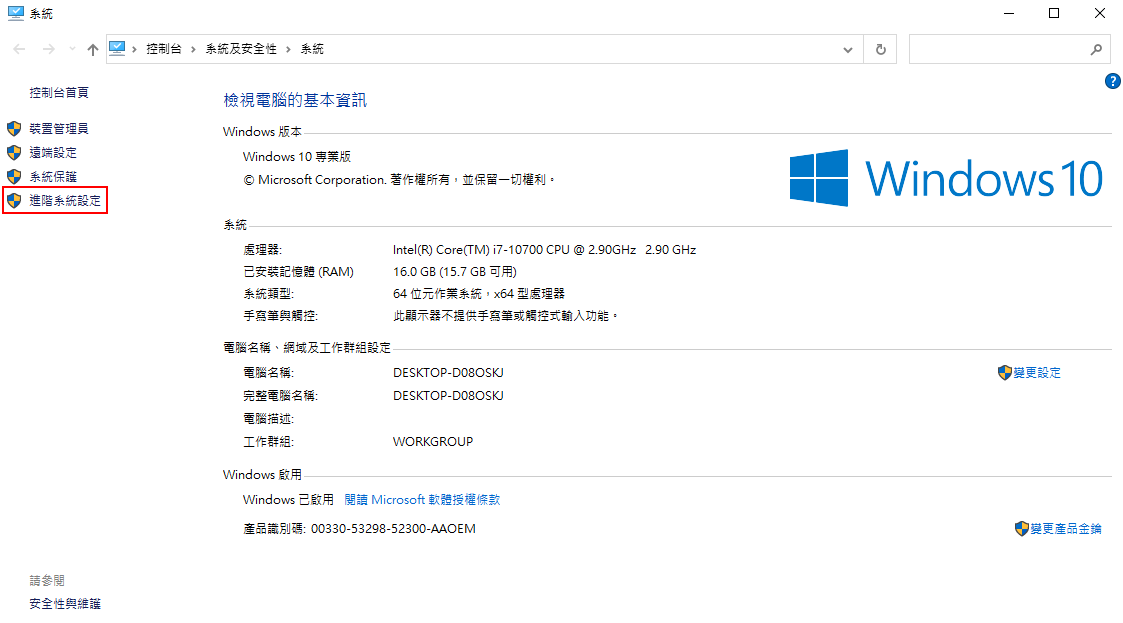 系統
控制台 › 系統及安全性 › 系統
控制台首頁
裝置管理員
遠端設定
系統保護
進階系統設定
檢視電腦的基本資訊
Windows 版本
Windows 10 專業版
© Microsoft Corporation. 著作權所有，並保留一切權利。
Windows 10
系統
處理器: Intel(R) Core(TM) i7-10700 CPU @ 2.90GHz 2.90 GHz
已安裝記憶體 (RAM) 16.0 GB (15.7 GB 可用)
系統類型: 64 位元作業系統，x64 型處理器
手寫筆與觸控: 此顯示器不提供手寫筆或觸控式輸入功能。
電腦名稱、網域及工作群組設定
電腦名稱: DESKTOP-D08OSKJ 變更設定
完整電腦名稱: DESKTOP-D08OSKJ
電腦描述:
工作群組: WORKGROUP
Windows 啟用
Windows 已啟用 閱讀 Microsoft 軟體授權條款
產品識別碼: 00330-53298-52300-AAOEM 變更產品金鑰
請參閱
安全性與維護